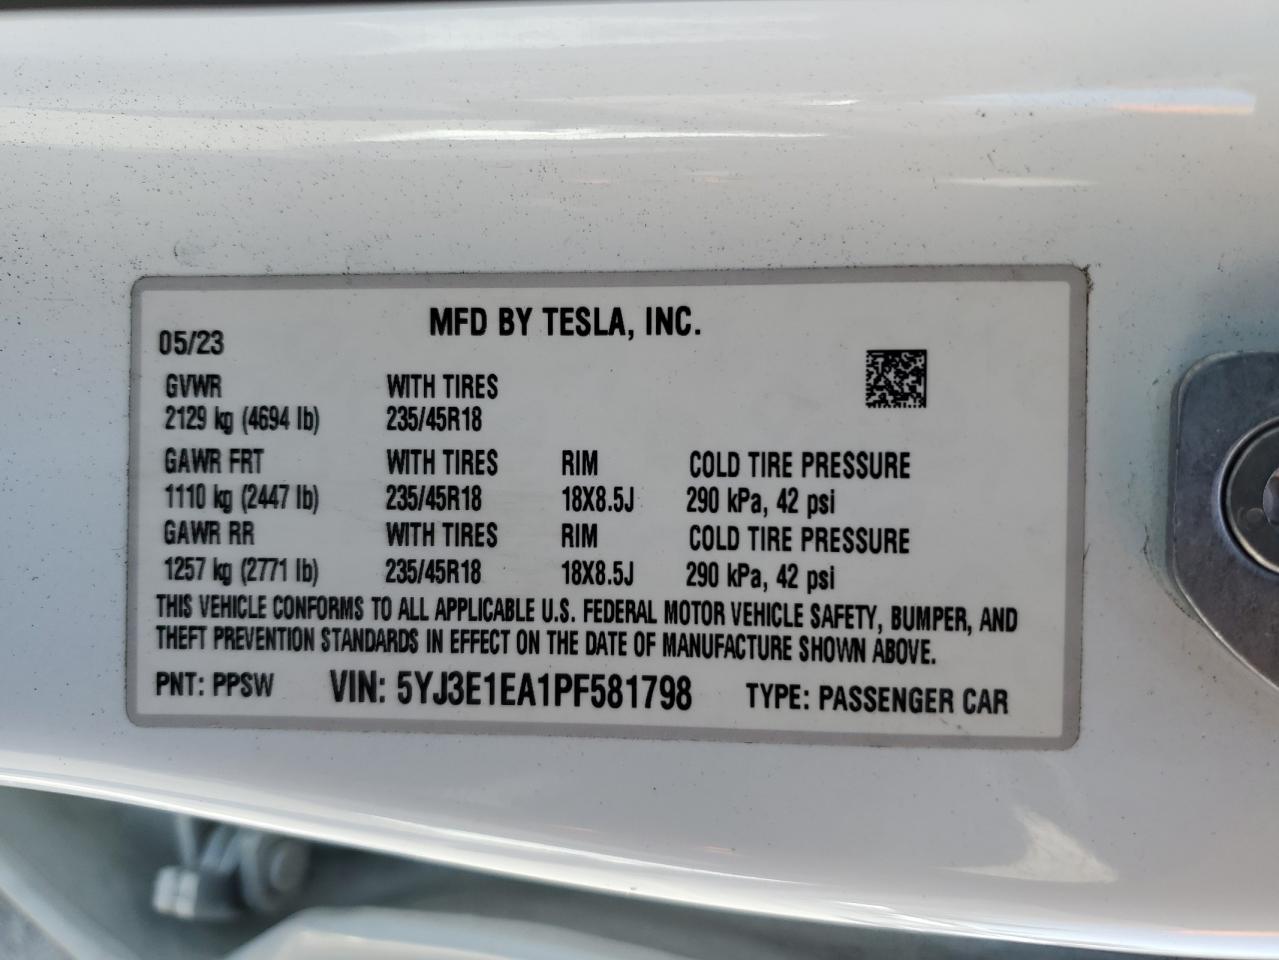 MFD BY TESLA, INC.
05/23
GVWR WITH TIRES
2129 kg (4694 lb) 235/45R18
GAWR FRT WITH TIRES RIM COLD TIRE PRESSURE
1110 kg (2447 lb) 235/45R18 18X8.5J 290 kPa, 42 psi
GAWR RR WITH TIRES RIM COLD TIRE PRESSURE
1257 kg (2771 lb) 235/45R18 18X8.5J 290 kPa, 42 psi
THIS VEHICLE CONFORMS TO ALL APPLICABLE U.S. FEDERAL MOTOR VEHICLE SAFETY, BUMPER, AND
THEFT PREVENTION STANDARDS IN EFFECT ON THE DATE OF MANUFACTURE SHOWN ABOVE.
PNT: PPSW VIN: 5YJ3E1EA1PF581798 TYPE: PASSENGER CAR